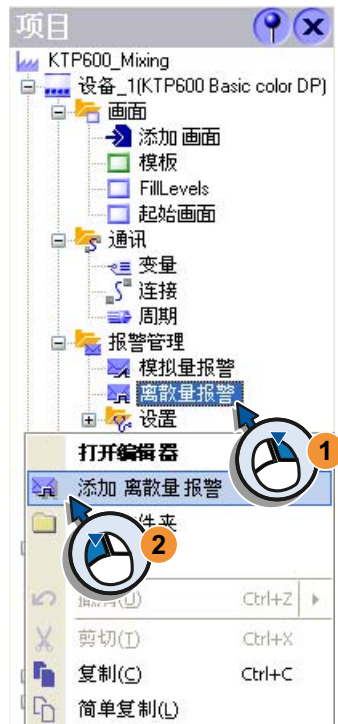 项目
KTP600_Mixing
设备_1(KTP600 Basic color DP)
画面
添加 画面
模板
FillLevels
起始画面
通讯
变量
连接
周期
报警管理
模拟量报警
离散量报警
设置
1
打开编辑器
添加 离散量 报警
件夹
2
(U) Ctrl+Z
剪切(T) Ctrl+X
复制(C) Ctrl+C
简单复制(L)